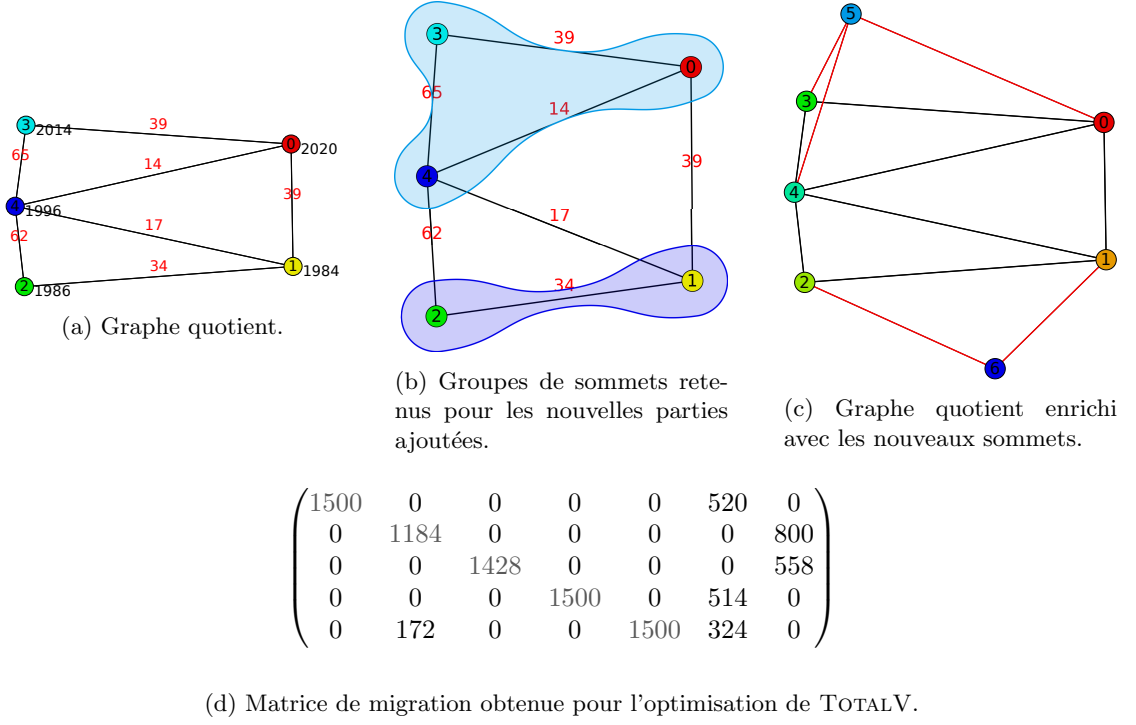 3 2014
39
0 2020
65
14
39
4 1996
17
62
34
2 1986
1 1984
(a) Graphe quotient.
3
39
0
65
14
4
39
17
62
34
1
2
(b) Groupes de sommets rete-
nus pour les nouvelles parties
ajoutées.
5
3
0
4
1
2
6
(c) Graphe quotient enrichi
avec les nouveaux sommets.
1500 0 0 0 0 520 0
0 1184 0 0 0 0 800
0 0 1428 0 0 0 558
0 0 0 1500 0 514 0
0 172 0 0 1500 324 0
(d) Matrice de migration obtenue pour l'optimisation de TOTALV.